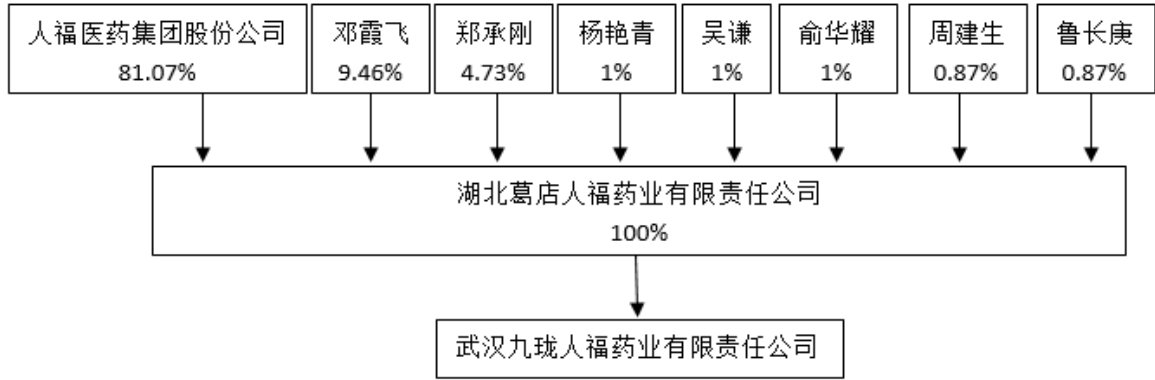 人福医药集团股份公司
81.07%
邓霞飞
9.46%
郑承刚
4.73%
杨艳青
1%
吴谦
1%
俞华耀
1%
周建生
0.87%
鲁长庚
0.87%
湖北葛店人福药业有限责任公司
100%
武汉九珑人福药业有限责任公司